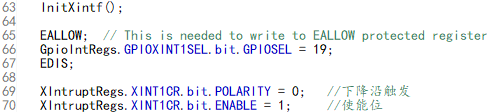 63 InitXintf();
64
65 EALLOW; // This is needed to write to EALLOW protected register
66 GpioIntRegs.GPIOXINT1SEL.bit.GPIOSEL = 19;
67 EDIS;
68
69 XIntruptRegs.XINT1CR.bit.POLARITY = 0; //下降沿触发
70 XIntruptRegs.XINT1CR.bit.ENABLE = 1; //使能位